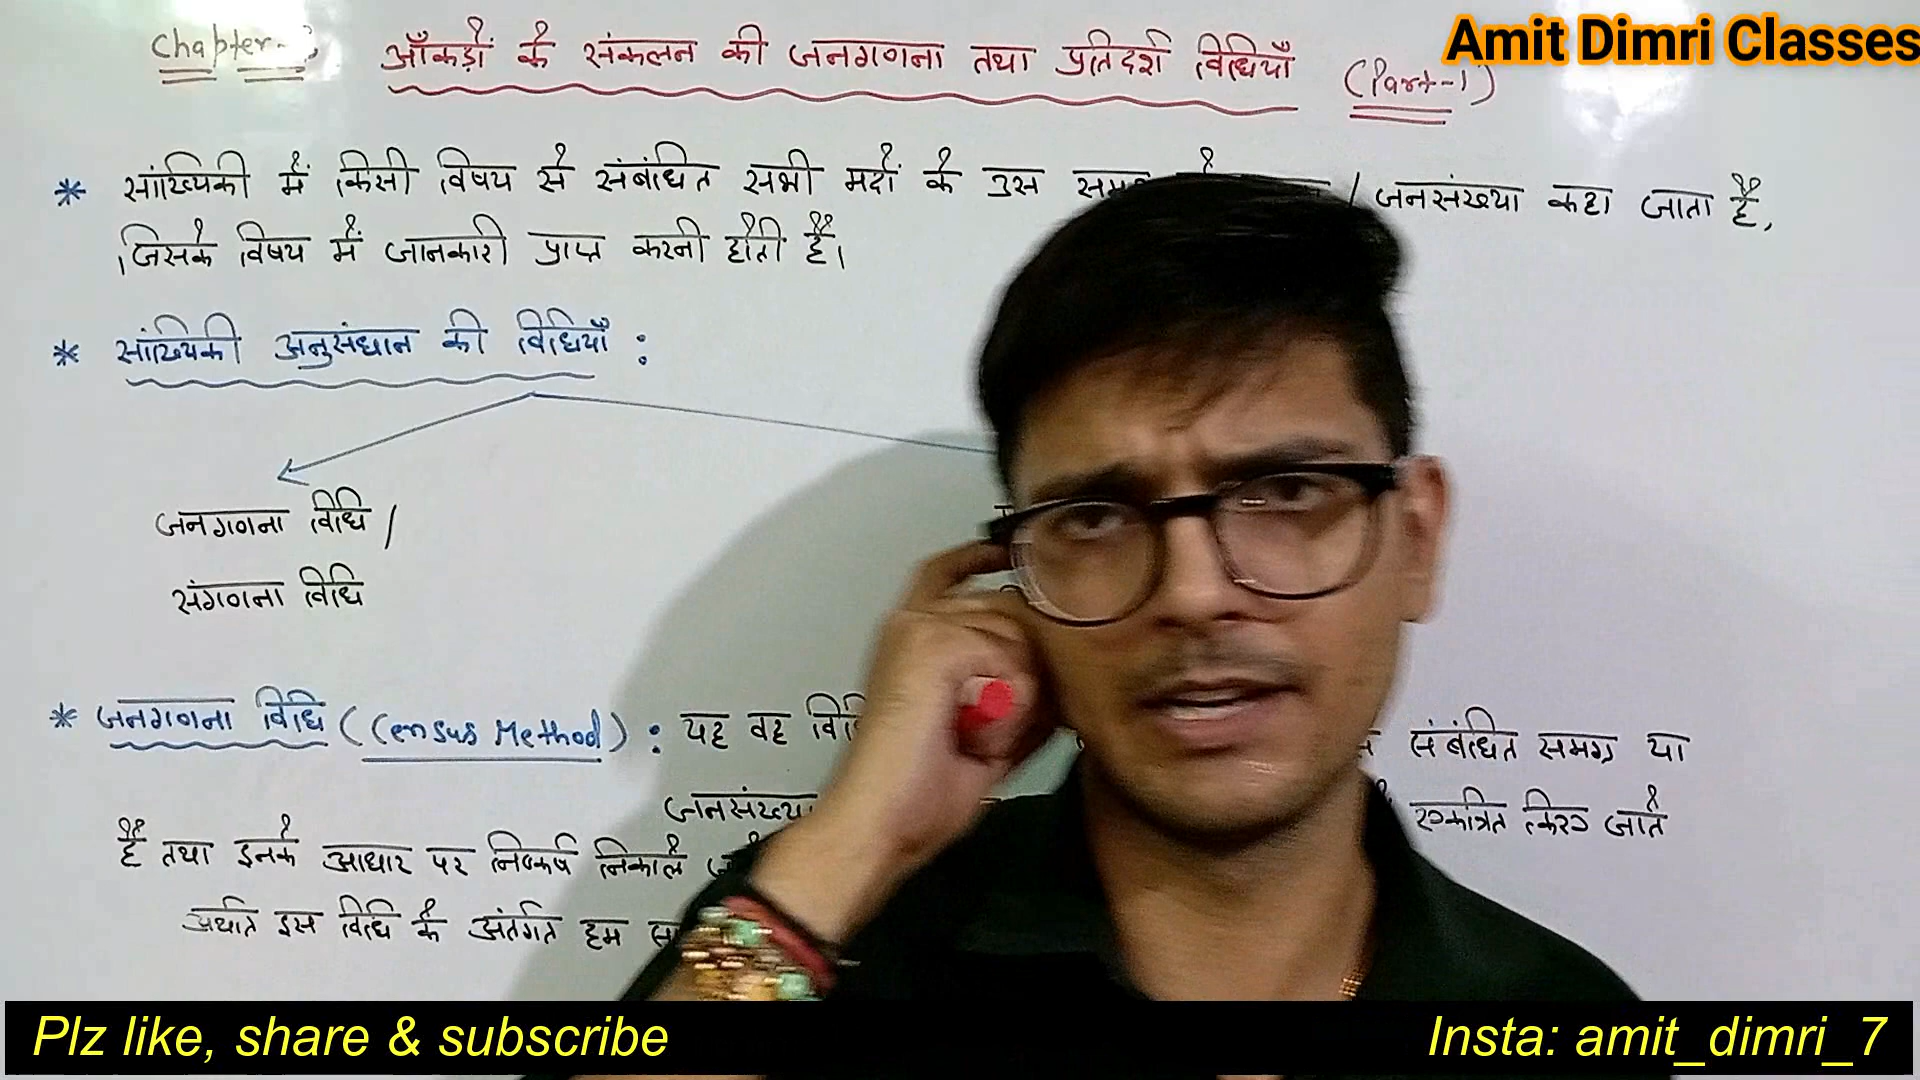 Amit Dimri Classes
Chapter-
आँकड़ों के संकलन की जनगणना तथा प्रतिदर्श विधियाँ (Part-1)
* सांख्यिकी में किसी विषय से संबंधित सभी मदों के उस / जनसंख्या कहा जाता है,
जिसके विषय में जानकारी प्राप्त करनी होती है।
* सांख्यिकी अनुसंधान की विधियाँ :
जनगणना विधि /
संगणना विधि
* जनगणना विधि (Census Method) : यह वह संबंधित समग्र या
जनसंख्या एकत्रित किए जाते
है तथा इनके आधार पर निष्कर्ष निकाले
अर्थात इस विधि के अंतर्गत हम
Plz like, share & subscribe
Insta: amit_dimri_7